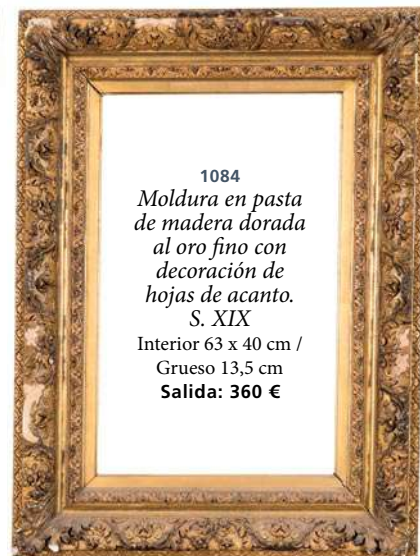 1084
Moldura en pasta
de madera dorada
al oro fino con
decoración de
hojas de acanto.
S. XIX
Interior 63 x 40 cm /
Grueso 13,5 cm
Salida: 360 €